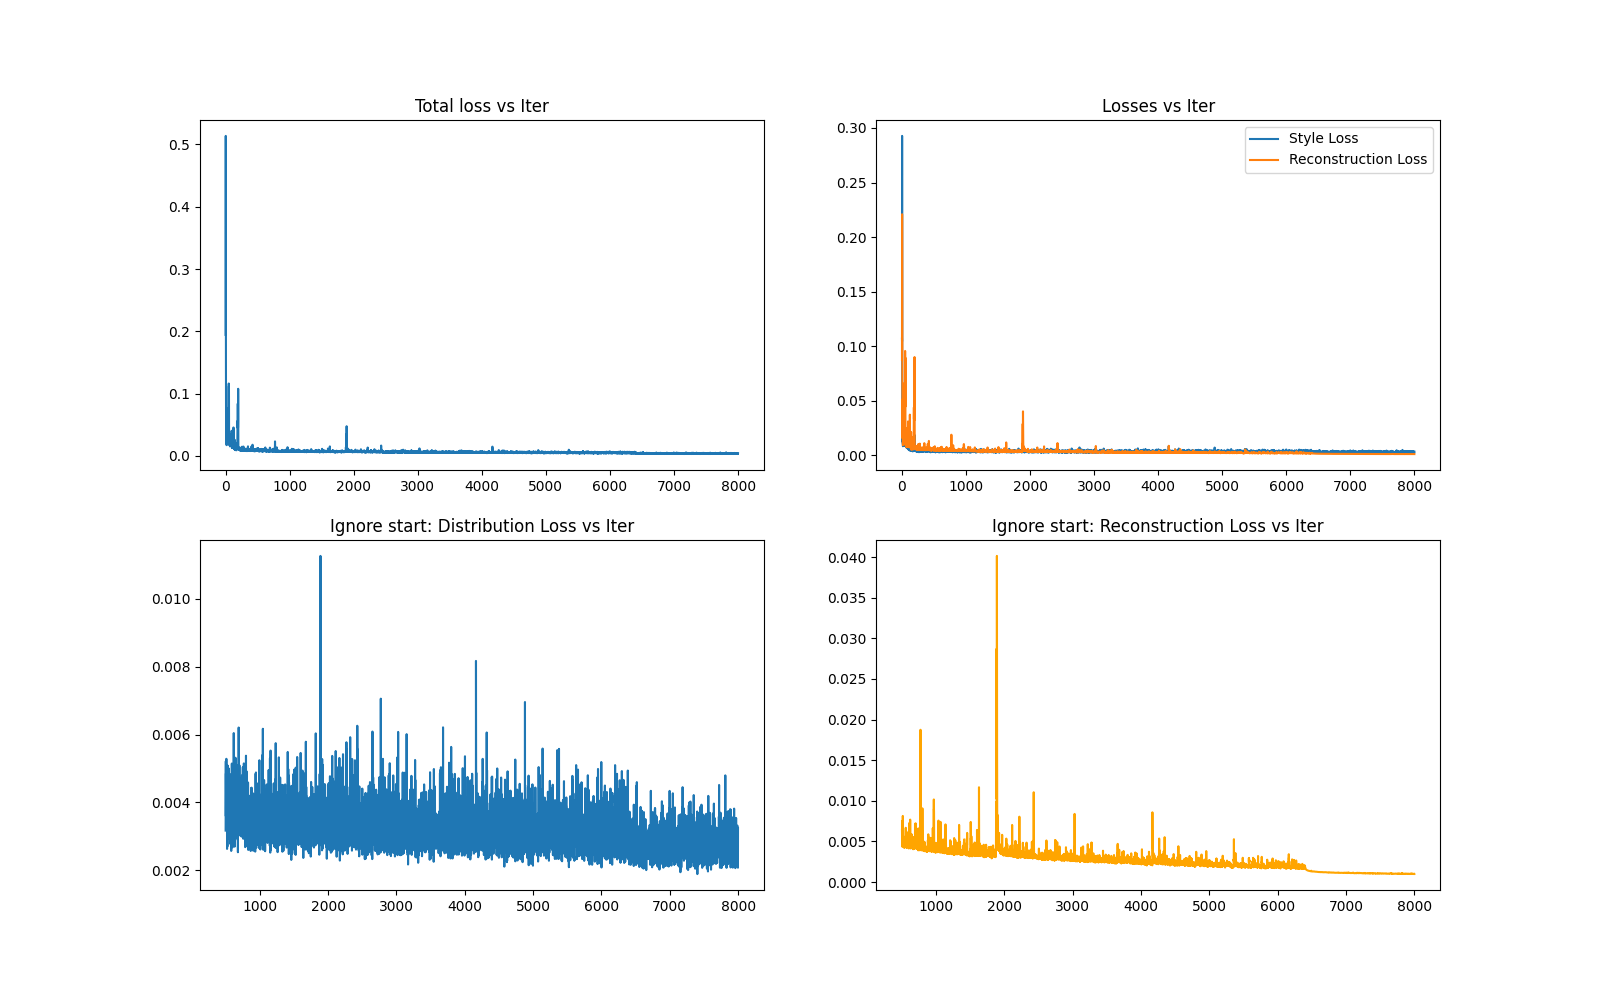 Total loss vs Iter
0.5
0.4
0.3
0.2
0.1
0.0
0 1000 2000 3000 4000 5000 6000 7000 8000
Losses vs Iter
Style Loss
Reconstruction Loss
0.30
0.25
0.20
0.15
0.10
0.05
0.00
0 1000 2000 3000 4000 5000 6000 7000 8000
Ignore start: Distribution Loss vs Iter
0.010
0.008
0.006
0.004
0.002
1000 2000 3000 4000 5000 6000 7000 8000
Ignore start: Reconstruction Loss vs Iter
0.040
0.035
0.030
0.025
0.020
0.015
0.010
0.005
0.000
1000 2000 3000 4000 5000 6000 7000 8000